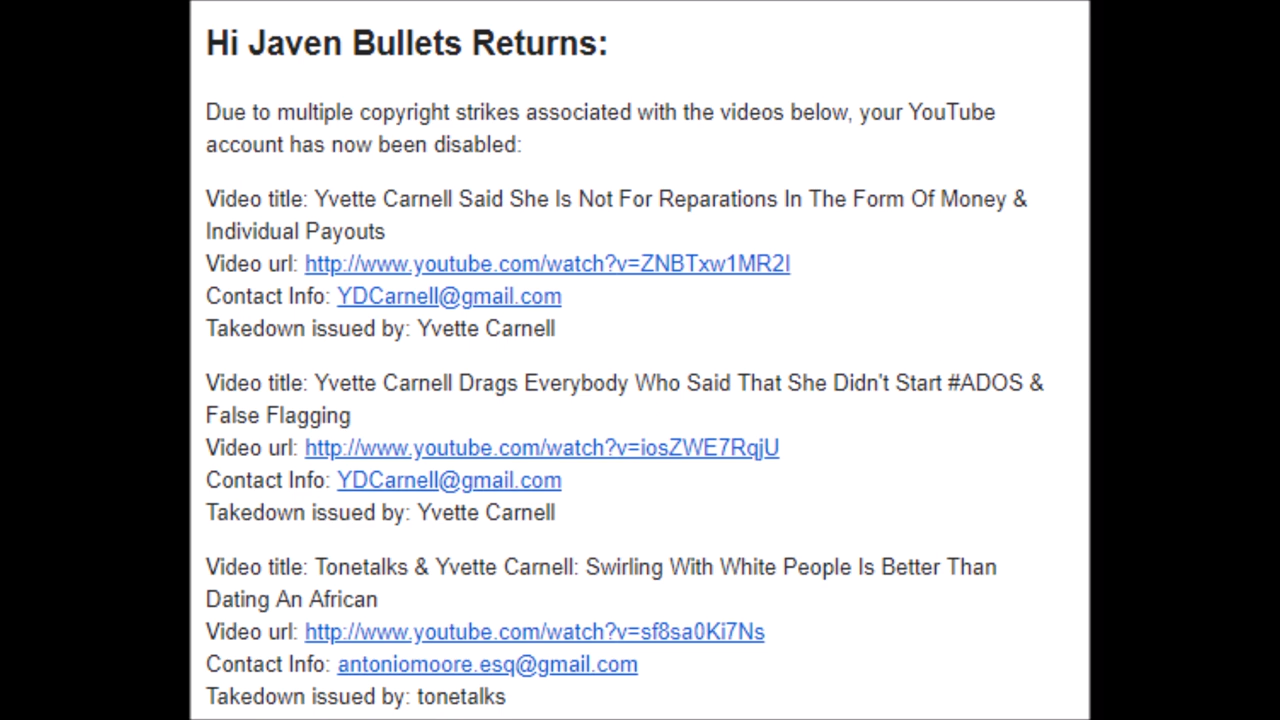 Hi Javen Bullets Returns:
Due to multiple copyright strikes associated with the videos below, your YouTube
account has now been disabled:
Video title: Yvette Carnell Said She Is Not For Reparations In The Form Of Money &
Individual Payouts
Video url: http://www.youtube.com/watch?v=ZNBTxw1MR2I
Contact Info: YDCarnell@gmail.com
Takedown issued by: Yvette Carnell
Video title: Yvette Carnell Drags Everybody Who Said That She Didn't Start #ADOS &
False Flagging
Video url: http://www.youtube.com/watch?v=iosZWE7RqjU
Contact Info: YDCarnell@gmail.com
Takedown issued by: Yvette Carnell
Video title: Tonetalks & Yvette Carnell: Swirling With White People Is Better Than
Dating An African
Video url: http://www.youtube.com/watch?v=sf8sa0Ki7Ns
Contact Info: antoniomoore.esq@gmail.com
Takedown issued by: tonetalks